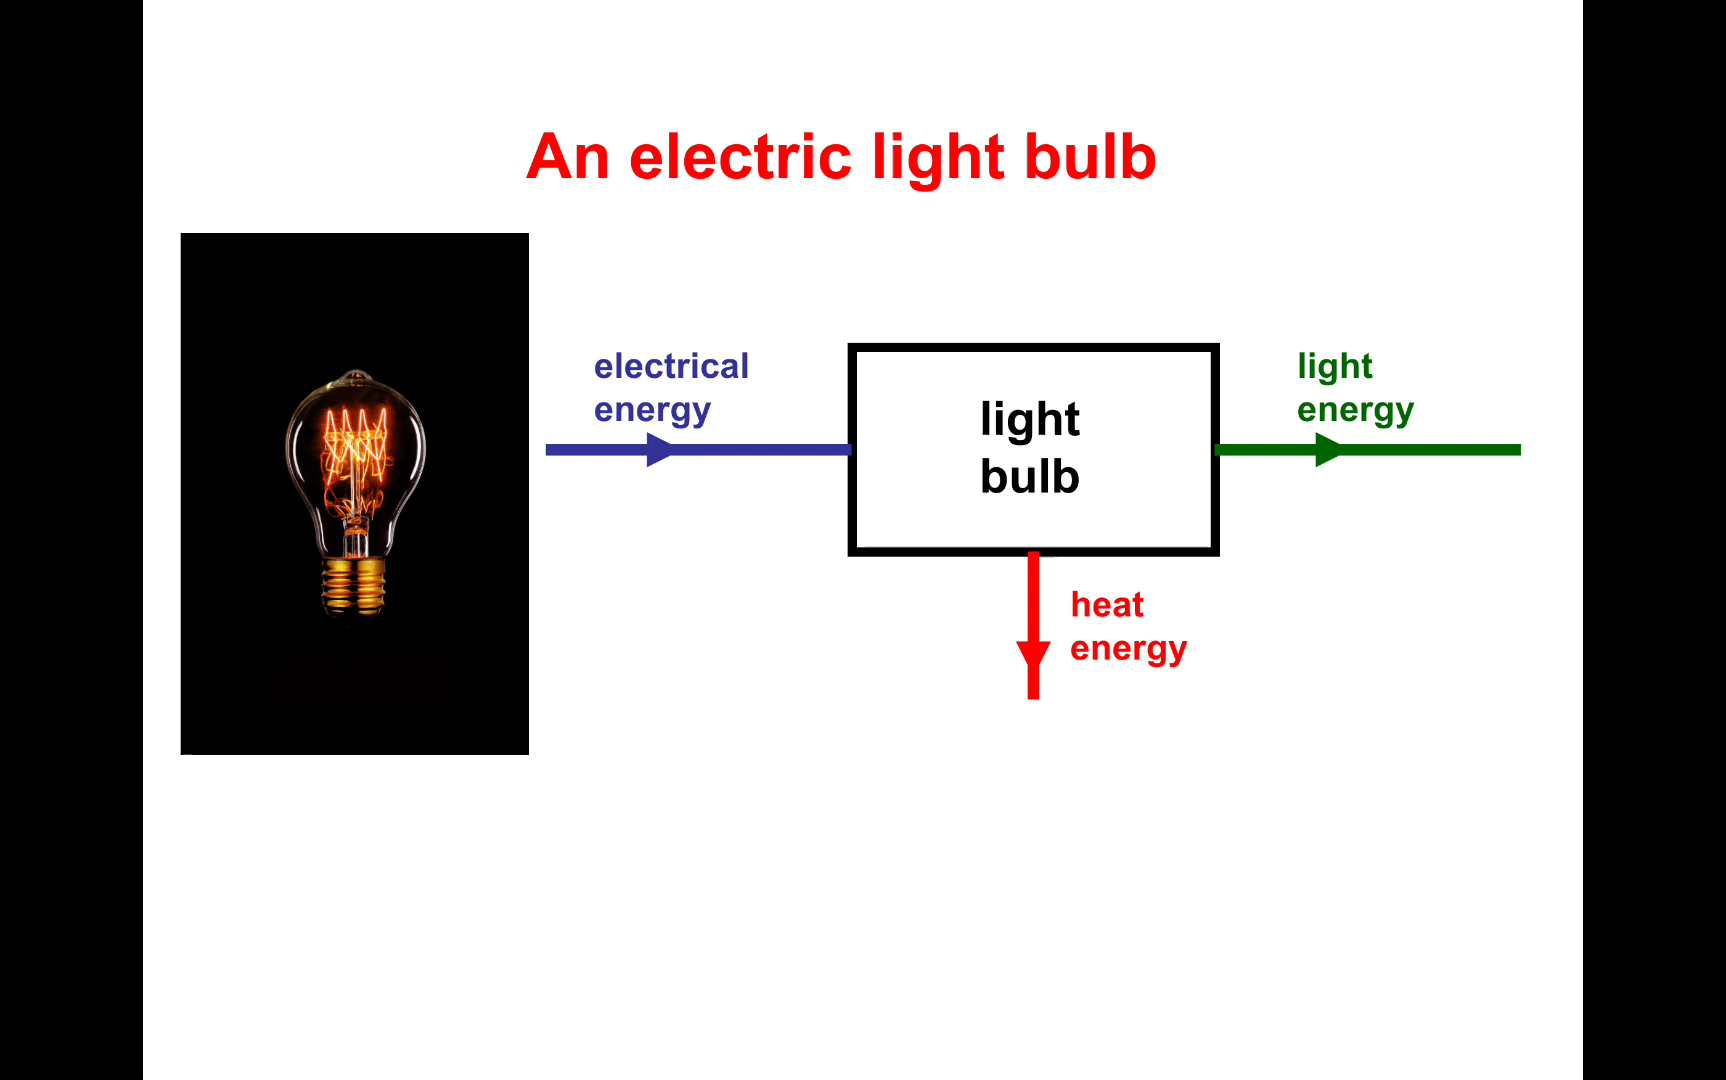 An electric light bulb
electrical
energy
light
bulb
light
energy
heat
energy